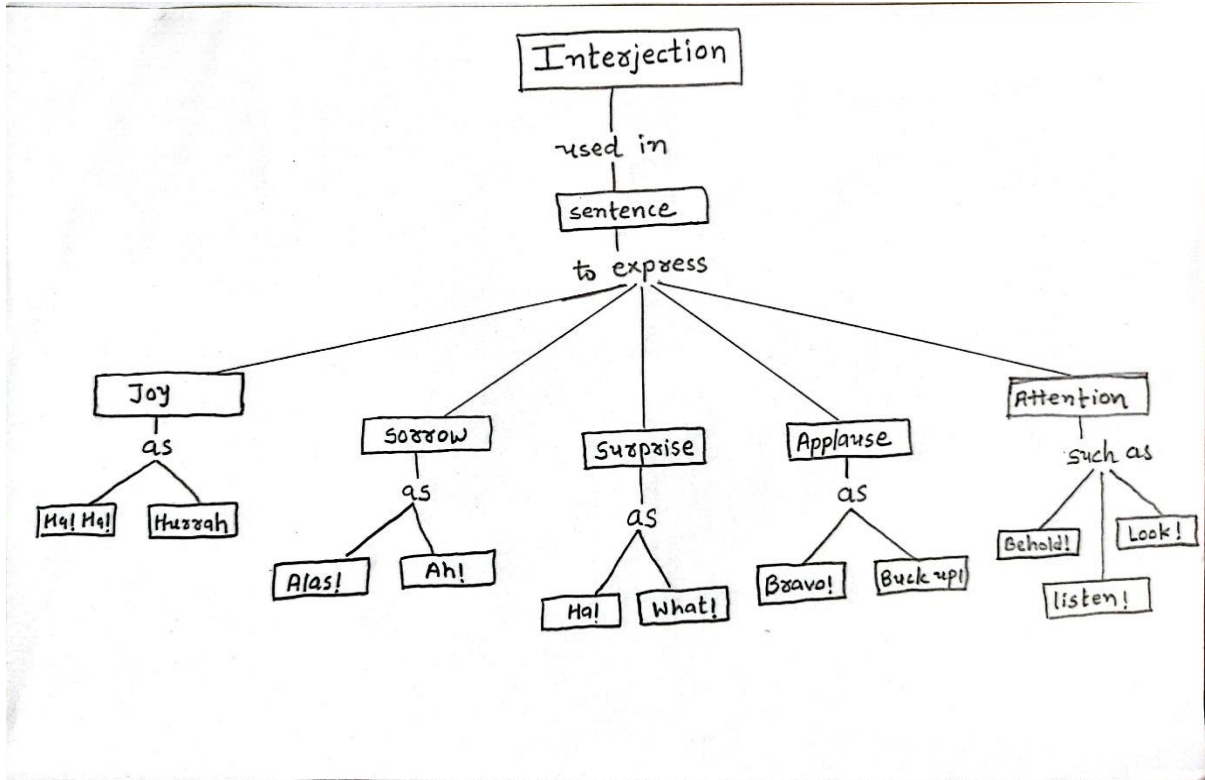 Interjection
used in
sentence
to express
Joy
as
Ha! Ha!
Hurrah
Sorrow
as
Alas!
Ah!
Surprise
as
Ha!
What!
Applause
as
Bravo!
Buck up!
Attention
such as
Behold!
listen!
Look!